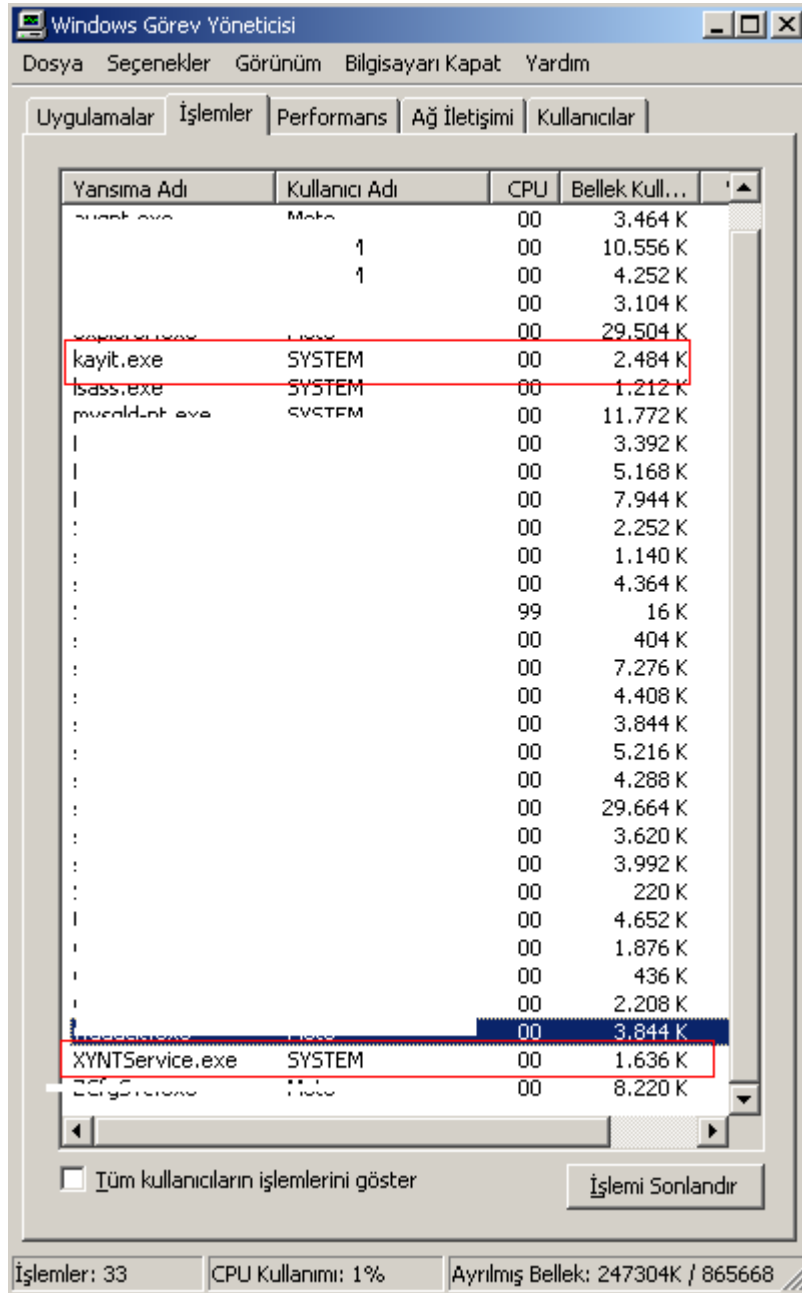 Windows Görev Yöneticisi
Dosya Seçenekler Görünüm Bilgisayarı Kapat Yardım
Uygulamalar İşlemler Performans Ağ İletişimi Kullanıcılar
Yansıma Adı Kullanıcı Adı CPU Bellek Kull...
00 3.464 K
00 10.556 K
00 4.252 K
00 3.104 K
00 29.504 K
kayit.exe SYSTEM 00 2.484 K
lsass.exe SYSTEM 00 1.212 K
mysqld-nt.exe SYSTEM 00 11.772 K
00 3.392 K
00 5.168 K
00 7.944 K
00 2.252 K
00 1.140 K
00 4.364 K
99 16 K
00 404 K
00 7.276 K
00 4.408 K
00 3.844 K
00 5.216 K
00 4.288 K
00 29.664 K
00 3.620 K
00 3.992 K
00 220 K
00 4.652 K
00 1.876 K
00 436 K
00 2.208 K
00 3.844 K
XYNTService.exe SYSTEM 00 1.636 K
00 8.220 K
Tüm kullanıcıların işlemlerini göster İşlemi Sonlandır
İşlemler: 33 CPU Kullanımı: 1% Ayrılmış Bellek: 247304K / 865668